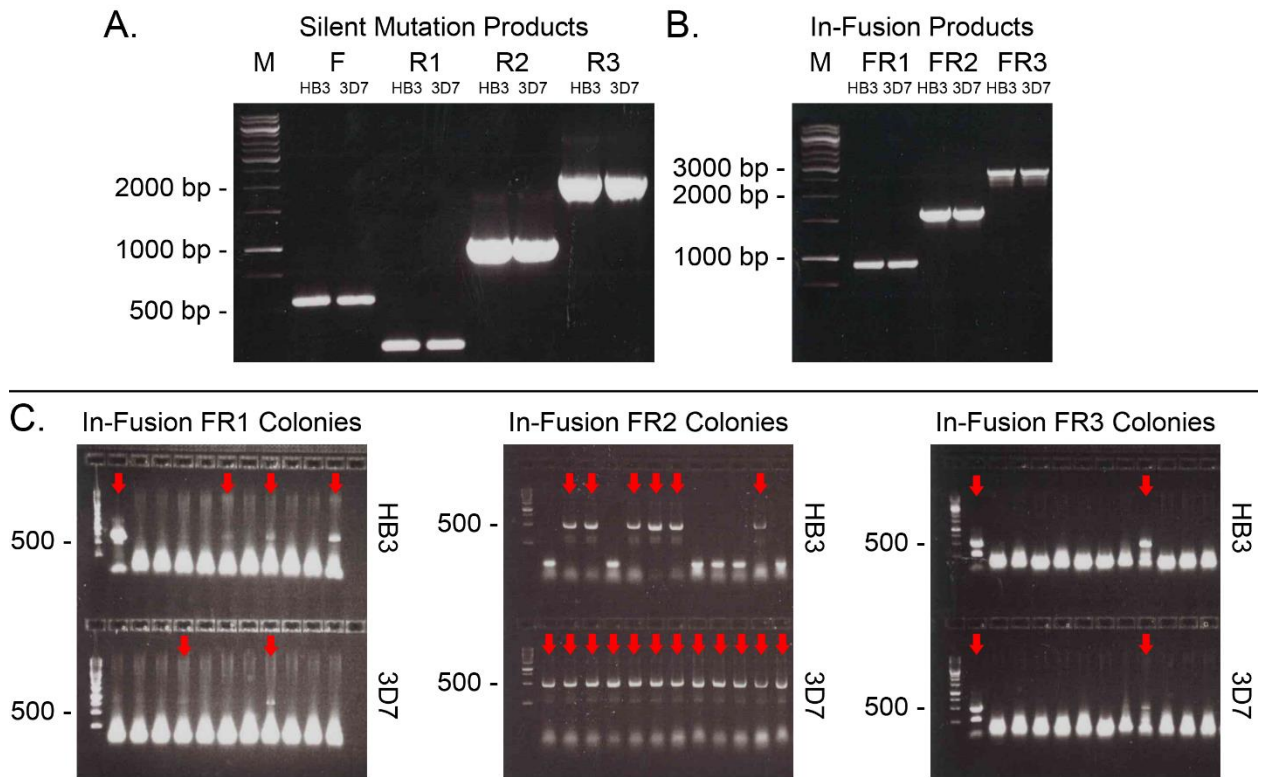 A.
Silent Mutation Products
M F R1 R2 R3
HB3 3D7 HB3 3D7 HB3 3D7 HB3 3D7
2000 bp -
1000 bp -
500 bp -
B.
In-Fusion Products
M FR1 FR2 FR3
HB3 3D7 HB3 3D7 HB3 3D7
3000 bp -
2000 bp -
1000 bp -
C.
In-Fusion FR1 Colonies
500 -
HB3
500 -
3D7
In-Fusion FR2 Colonies
500 -
HB3
500 -
3D7
In-Fusion FR3 Colonies
500 -
HB3
500 -
3D7